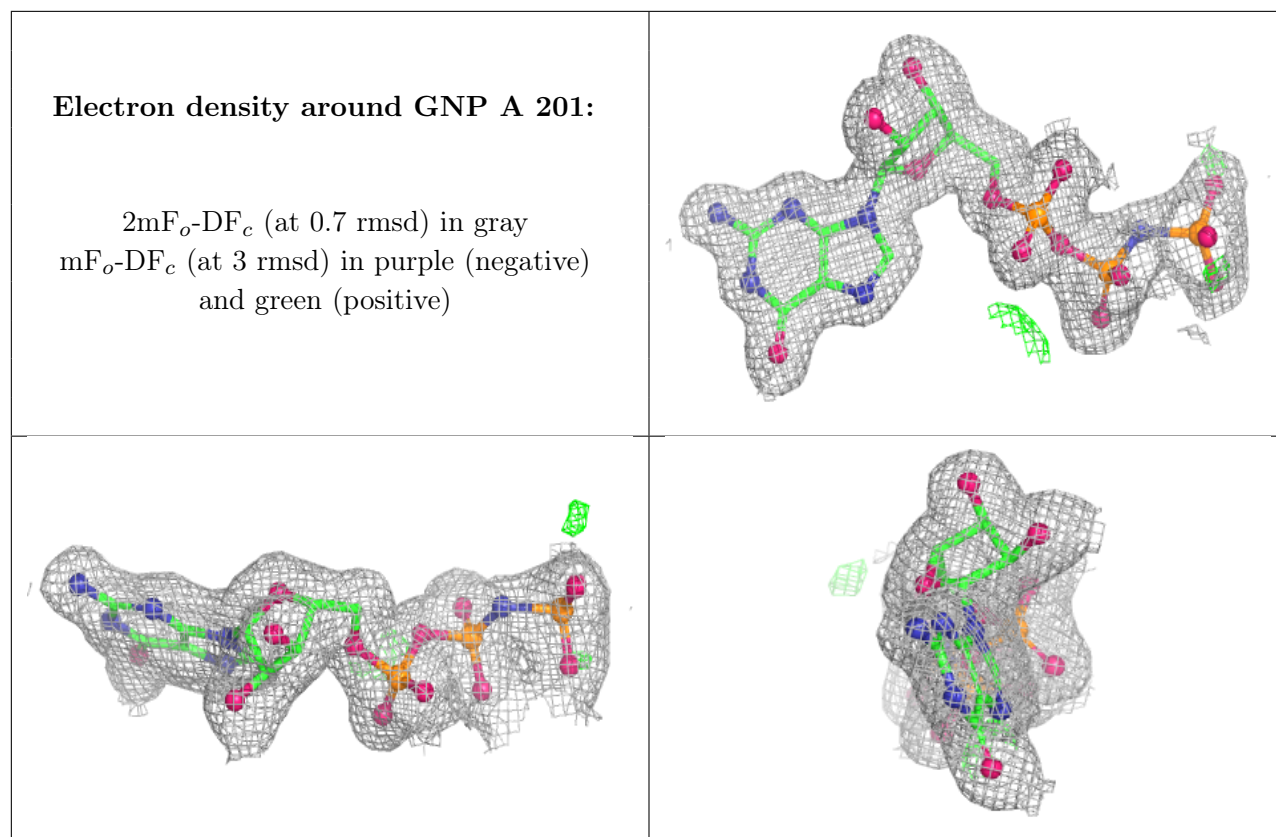 Electron density around GNP A 201:
2mFo-DFc (at 0.7 rmsd) in gray
mFo-DFc (at 3 rmsd) in purple (negative)
and green (positive)